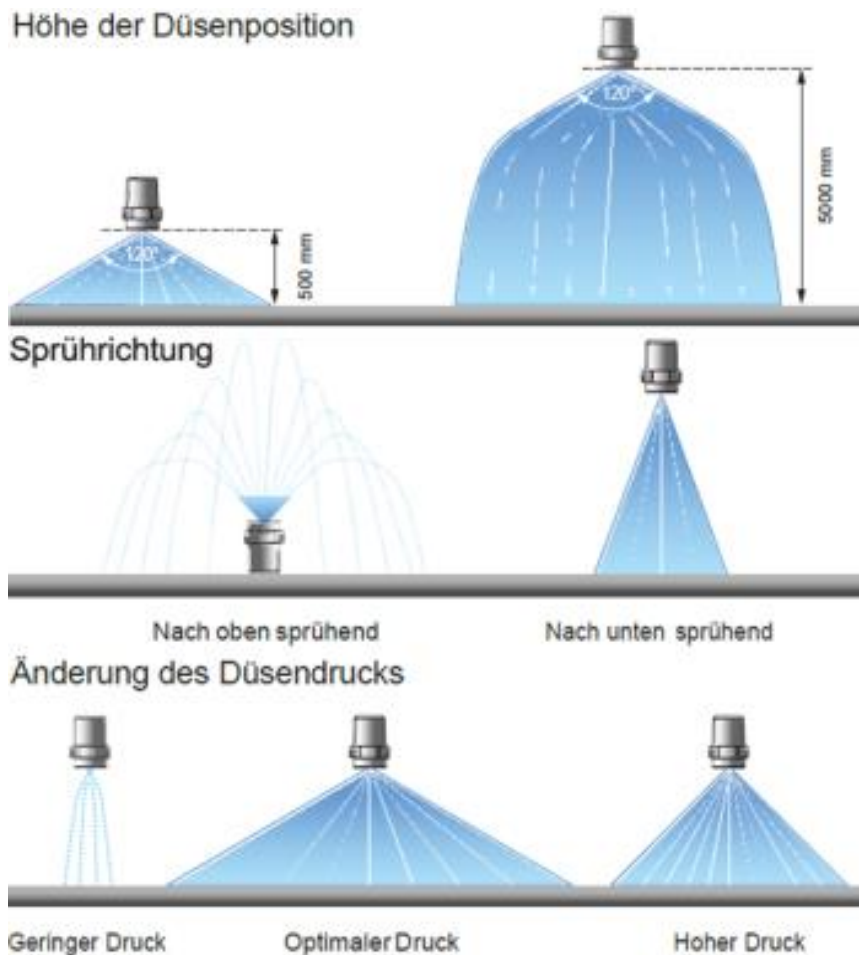 Höhe der Düsenposition
120°
5000 mm
120°
500 mm
Sprührichtung
Nach oben sprühend
Nach unten sprühend
Änderung des Düsendrucks
Geringer Druck
Optimaler Druck
Hoher Druck